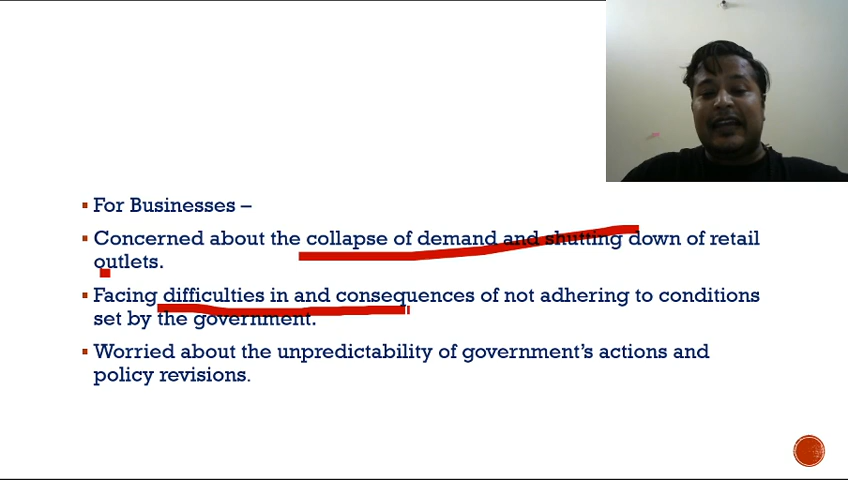 For Businesses –
Concerned about the collapse of demand and shutting down of retail
outlets.
Facing difficulties in and consequences of not adhering to conditions
set by the government.
Worried about the unpredictability of government's actions and
policy revisions.